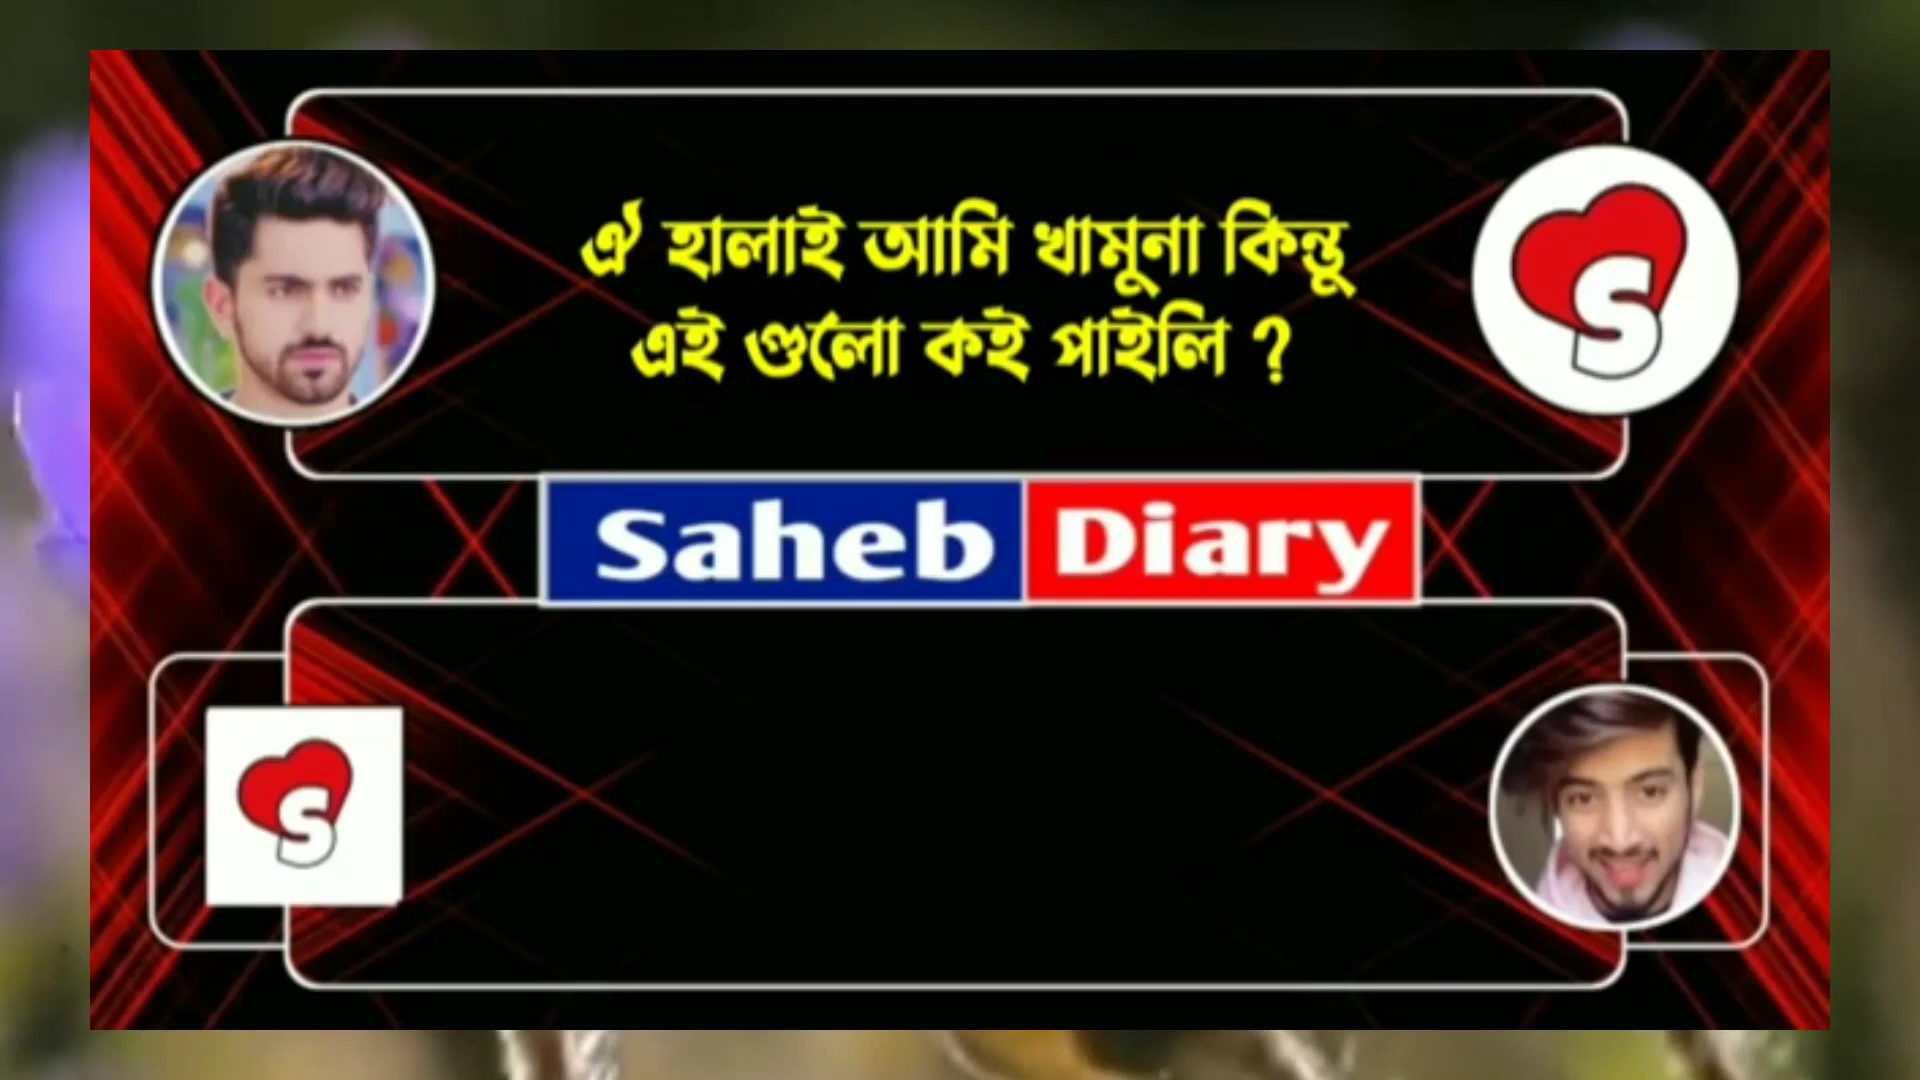 ঐ হালাই আমি খামুনা কিন্তু
এই গুলো কই পাইলি ?
S
Saheb Diary
S